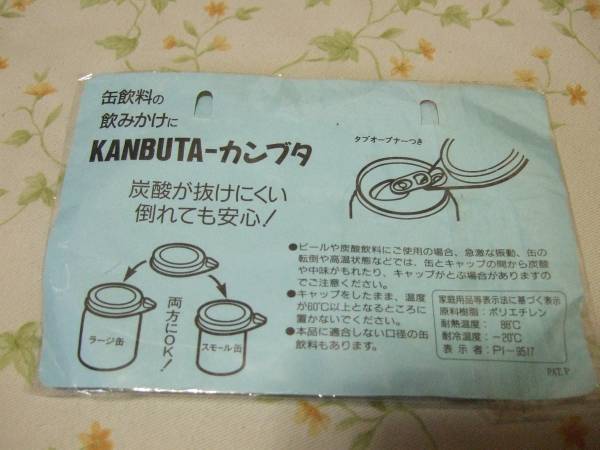 缶飲料の
飲みかけに
KANBUTA-カンブタ
炭酸が抜けにくい
倒れても安心!
タブオープナーつき
ラージ缶
両方にOK!
スモール缶
●ビールや炭酸飲料にご使用の場合、急激な振動、缶の
転倒や高温状態などでは、缶とキャップの間から炭酸
や中味がもれたり、キャップがとぶ場合がありますの
でご注意ください。
●キャップをしたまま、温度
が60℃以上となるところに
置かないでください。
●本品に適合しない口径の缶
飲料もあります。
家庭用品等表示法に基づく表示
原料樹脂:ポリエチレン
耐熱温度: 88℃
耐冷温度:-20℃
表示者:PI-9517
PAT. P